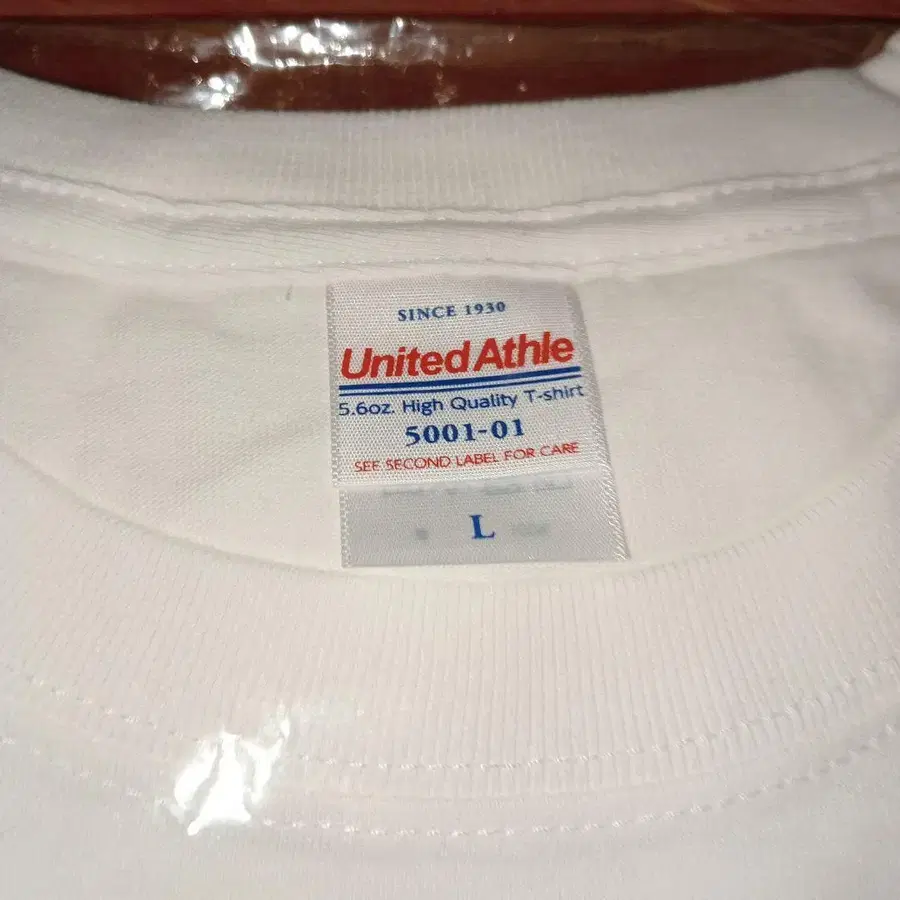 SINCE 1930
United Athle
5.6oz. High Quality T-shirt
5001-01
SEE SECOND LABEL FOR CARE
L